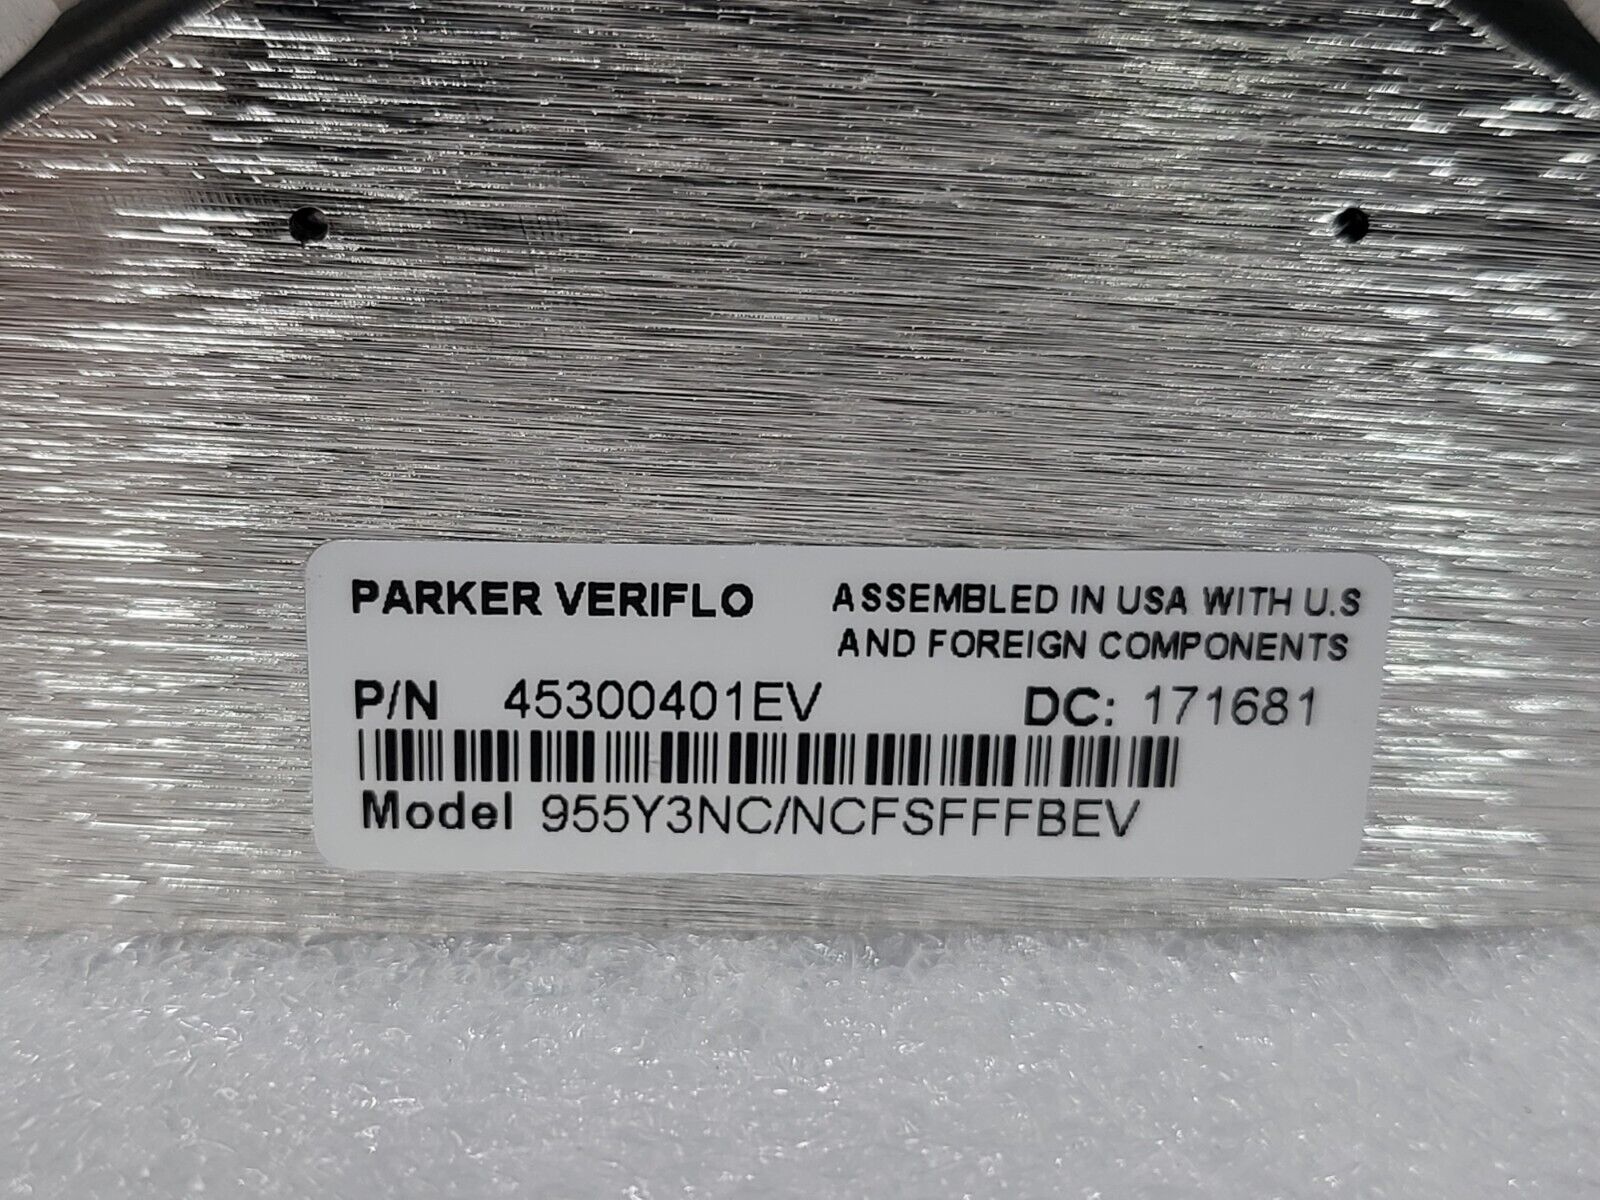 PARKER VERIFLO
ASSEMBLED IN USA WITH U.S
AND FOREIGN COMPONENTS
P/N 45300401EV DC: 171681
Model 955Y3NC/NCFSFFFBEV